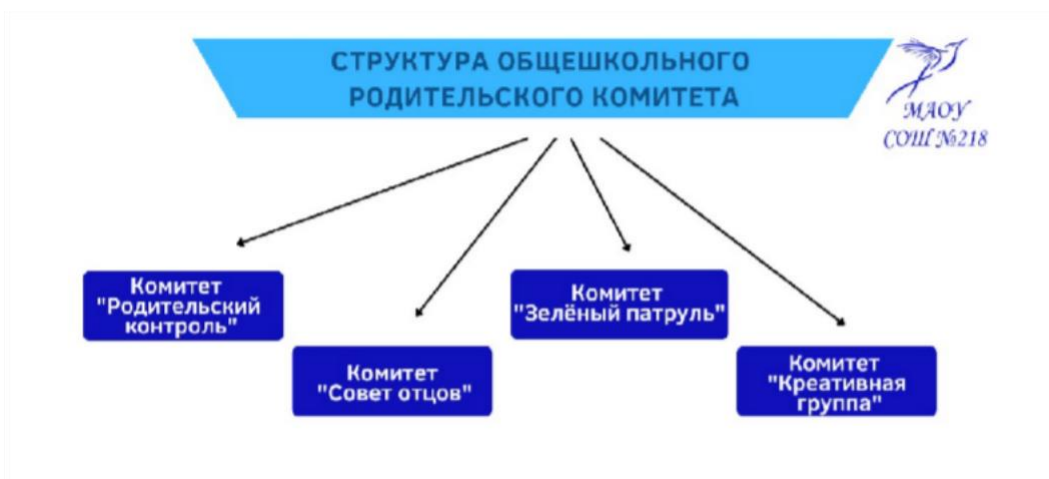 СТРУКТУРА ОБЩЕШКОЛЬНОГО
РОДИТЕЛЬСКОГО КОМИТЕТА
МАОУ
СОШ №218
Комитет
"Родительский
контроль"
Комитет
"Совет отцов"
Комитет
"Зелёный патруль"
Комитет
"Креативная
группа"